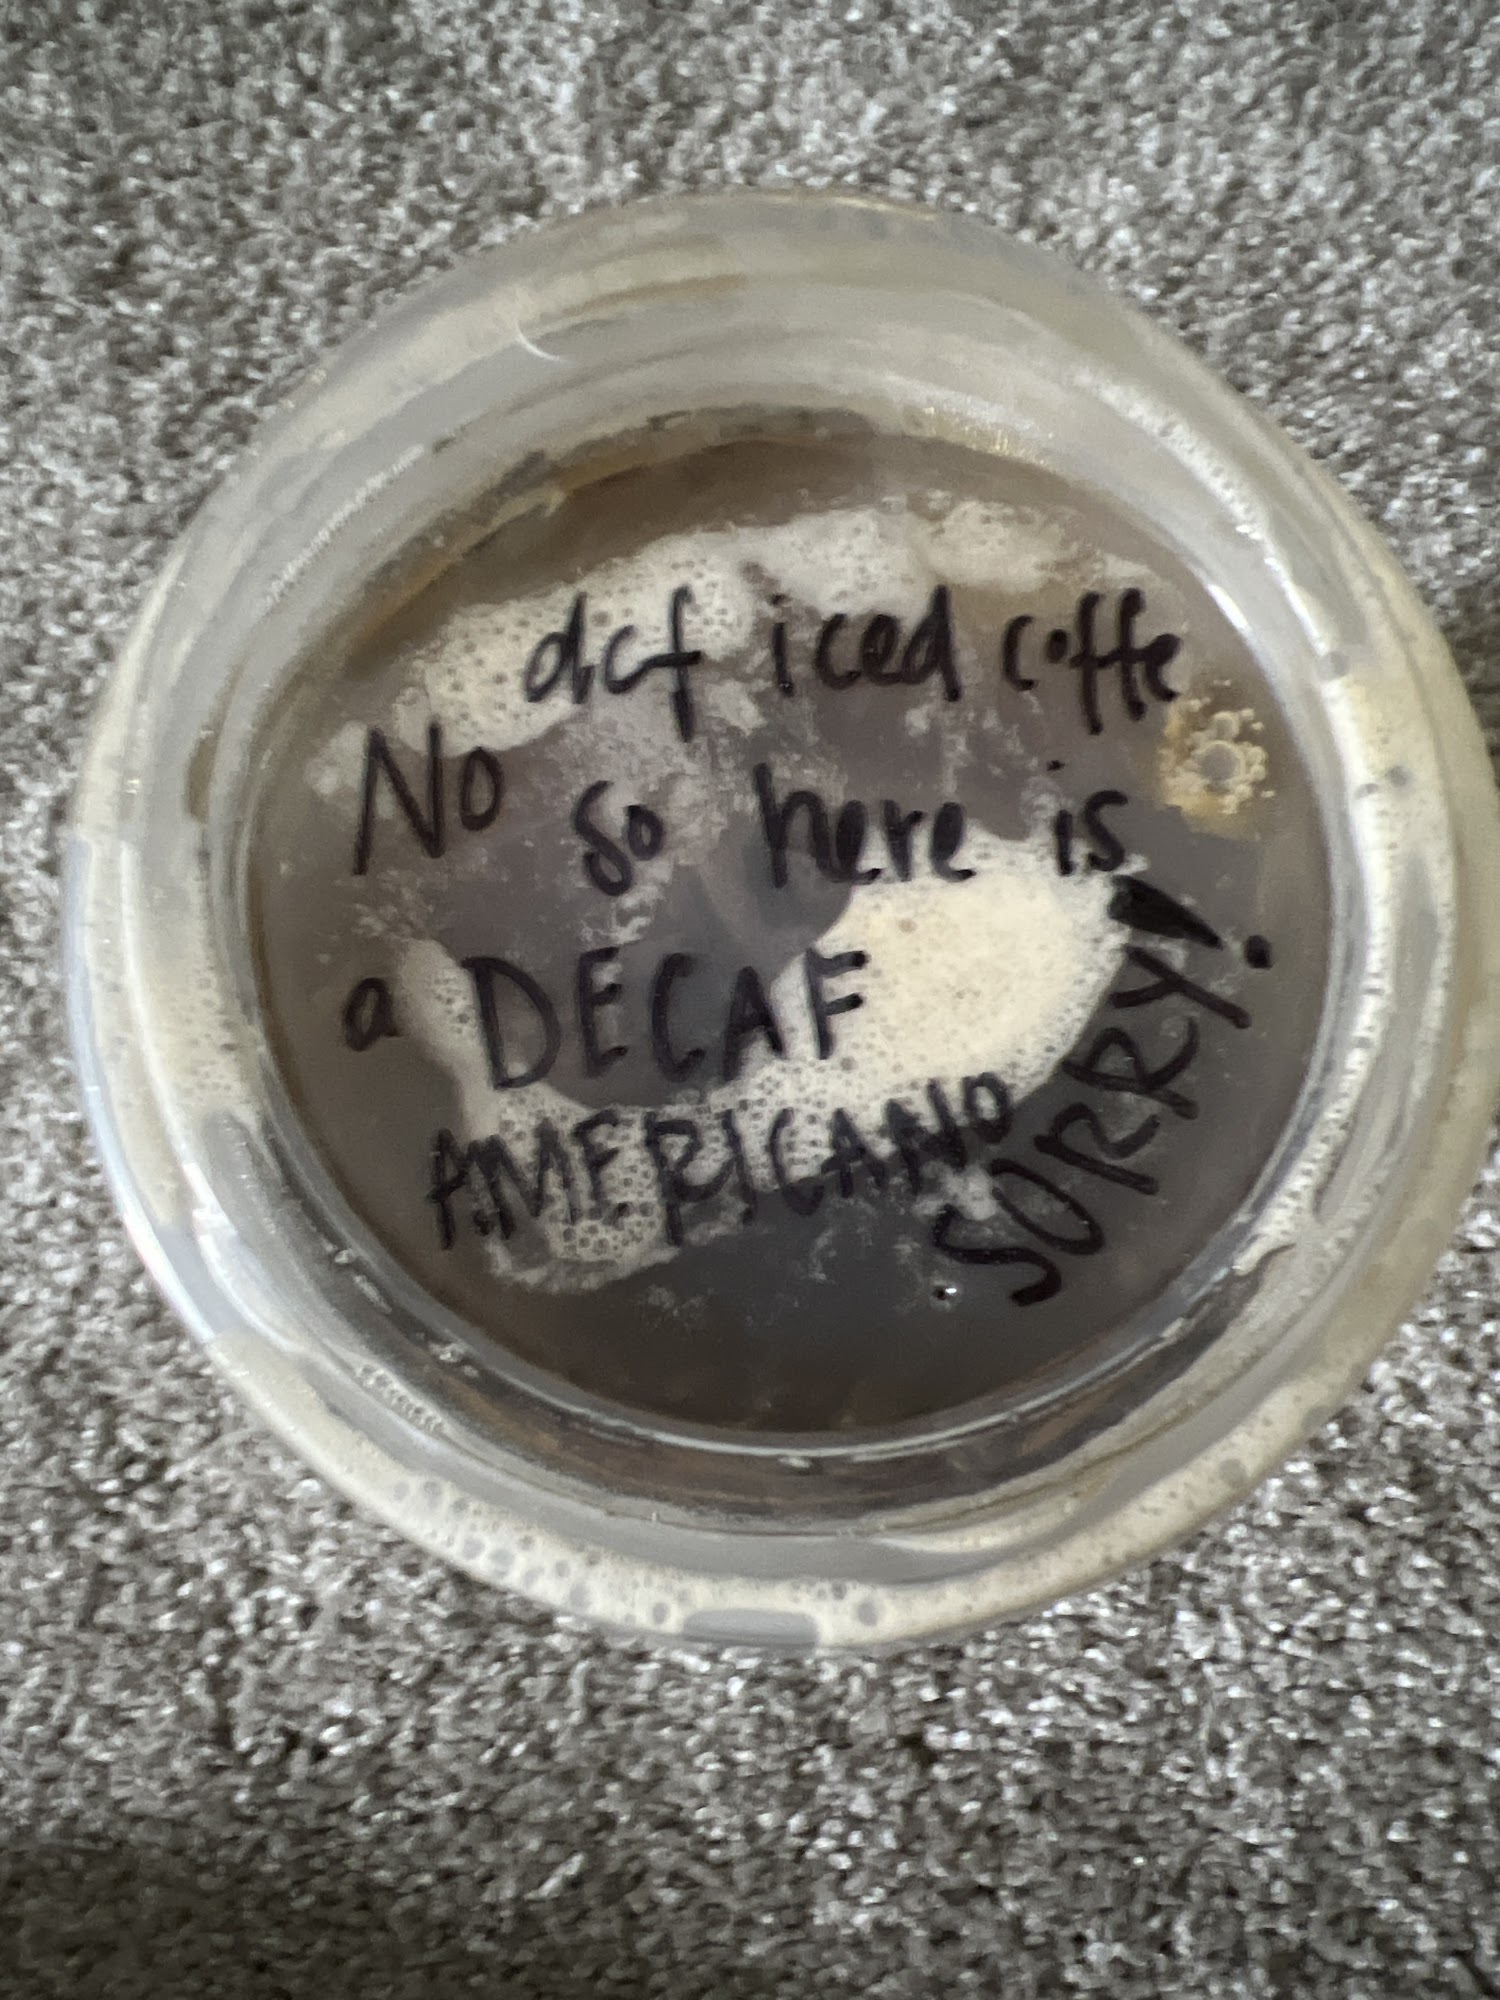 No dcf iced coffe
so here is
a DECAF
AMERICANO
SORRY!